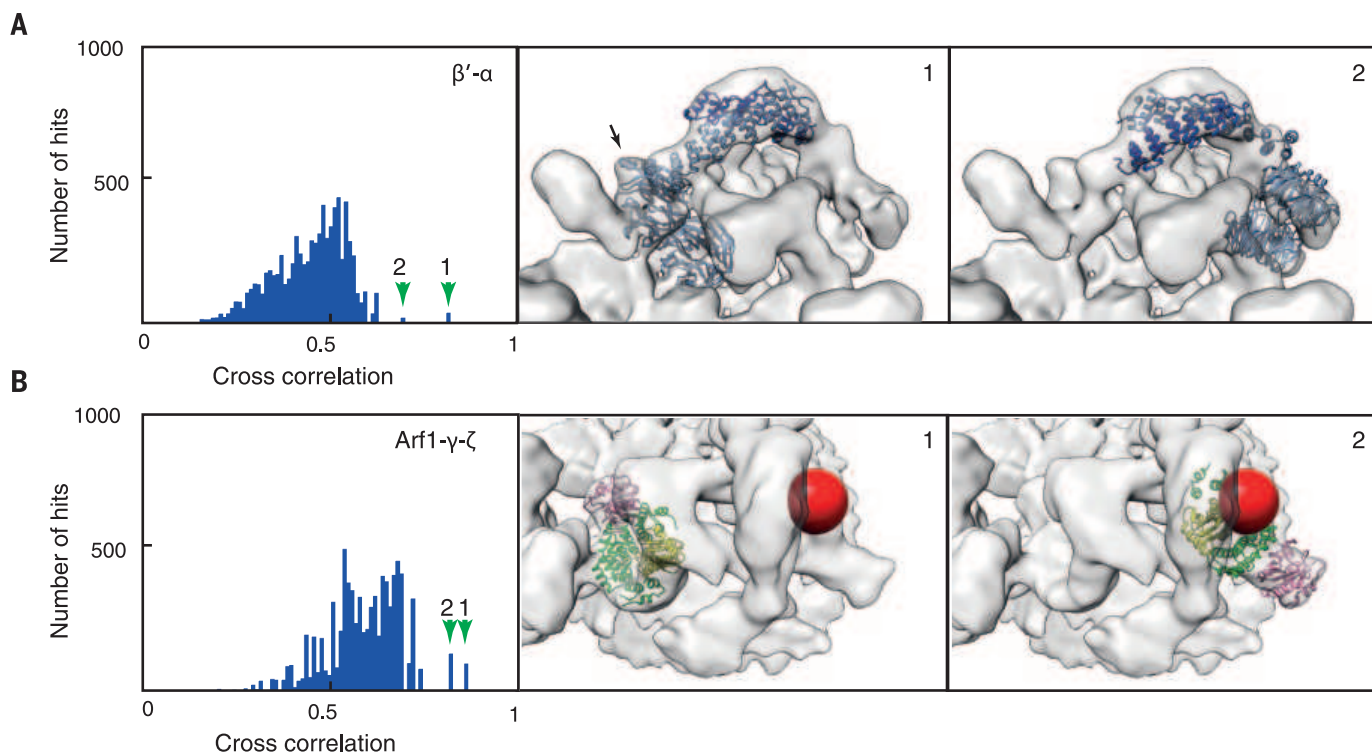 A
1000
500
Number of hits
β′-α
2
1
0
0.5
1
Cross correlation
1
2
B
1000
500
Number of hits
Arf1-γ-ζ
2 1
0
0.5
1
Cross correlation
1
2